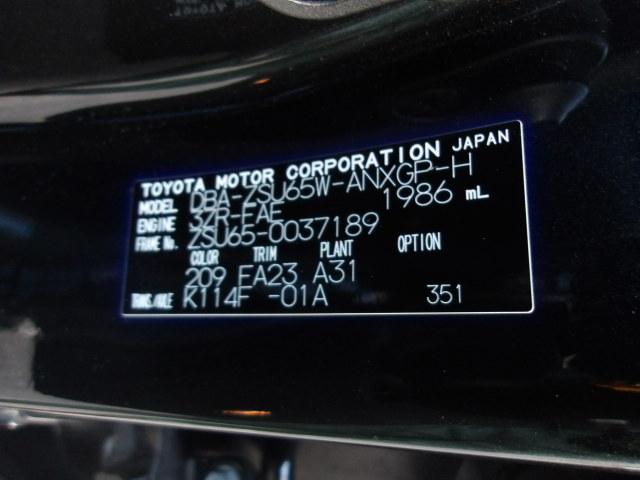 TOYOTA MOTOR CORPORATION JAPAN
MODEL DBA-ZSU65W-ANXGP-H
ENGINE 3ZR-FAE 1986 mL
FRAME No. ZSU65-0037189
COLOR TRIM PLANT OPTION
209 EA23 A31
TRANS./AXLE K114F -01A 351